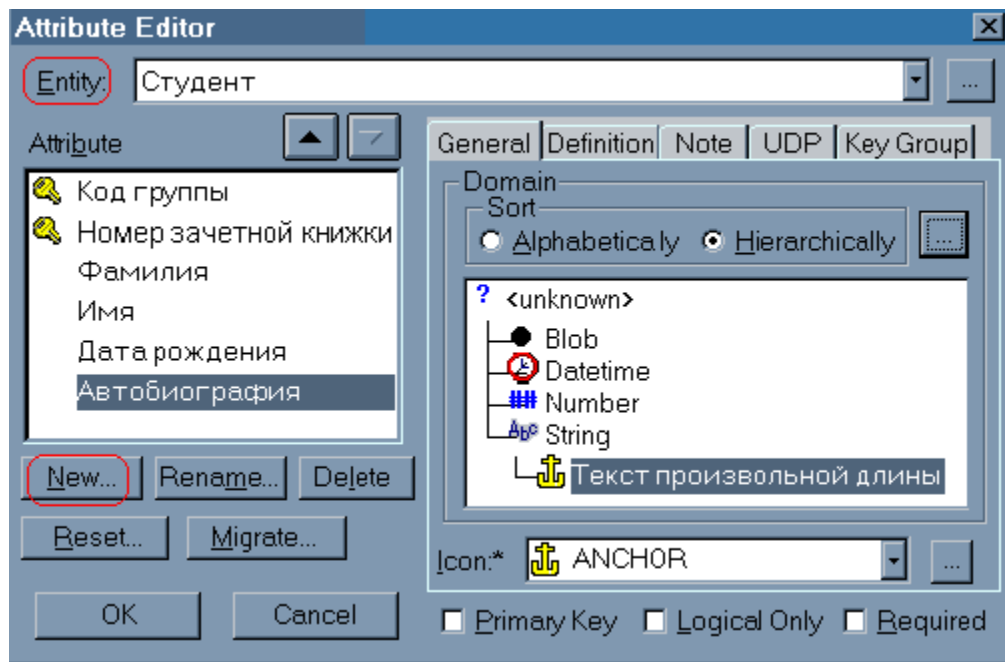 Attribute Editor
Entity: Студент ...
Attribute
Код группы
Номер зачетной книжки
Фамилия
Имя
Дата рождения
Автобиография
New... Rename... Delete
Reset... Migrate...
OK Cancel
General Definition Note UDP Key Group
Domain
Sort
Alphabetically Hierarchically ...
? <unknown>
Blob
Datetime
## Number
Abc String
Текст произвольной длины
Icon:* ANCHOR ...
Primary Key Logical Only Required